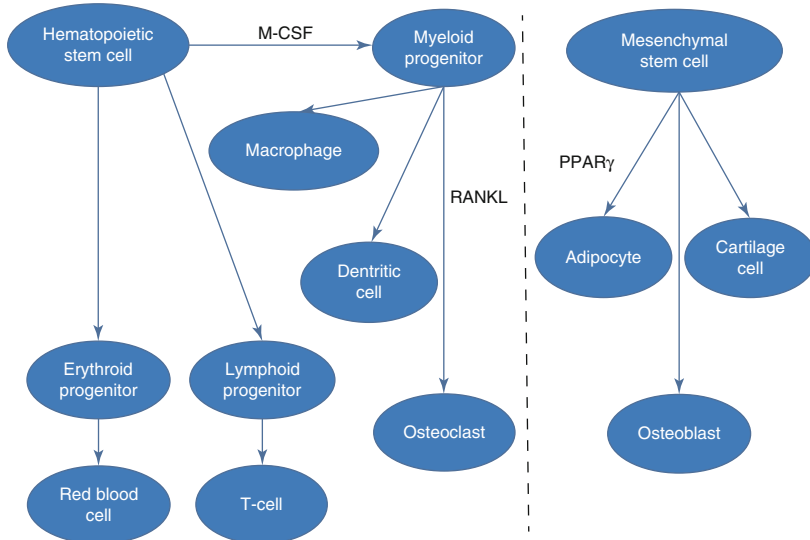 Hematopoietic
stem cell
M-CSF
Myeloid
progenitor
Mesenchymal
stem cell
Macrophage
PPARγ
RANKL
Dentritic
cell
Adipocyte
Cartilage
cell
Erythroid
progenitor
Lymphoid
progenitor
Osteoclast
Osteoblast
Red blood
cell
T-cell